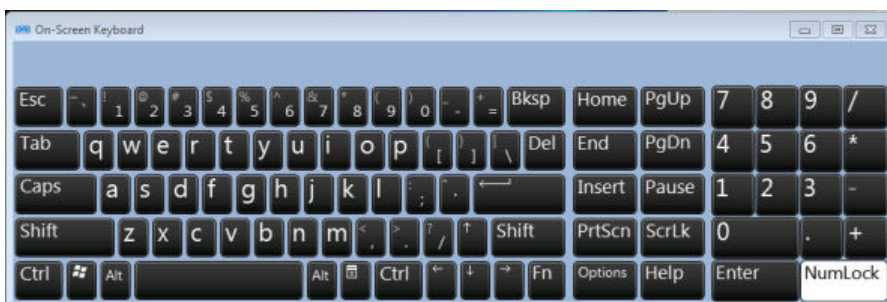 On-Screen Keyboard
Esc ~ ` ! 1 @ 2 # 3 $ 4 % 5 ^ 6 & 7 * 8 ( 9 ) 0 _ - + = Bksp Home PgUp 7 8 9 /
Tab q w e r t y u i o p { [ } ] | \ Del End PgDn 4 5 6 *
Caps a s d f g h j k l : ; " ' Insert Pause 1 2 3 -
Shift z x c v b n m < , > . ? / ↑ Shift PrtScn ScrLk 0 . +
Ctrl Alt Alt Ctrl ← ↓ → Fn Options Help Enter NumLock